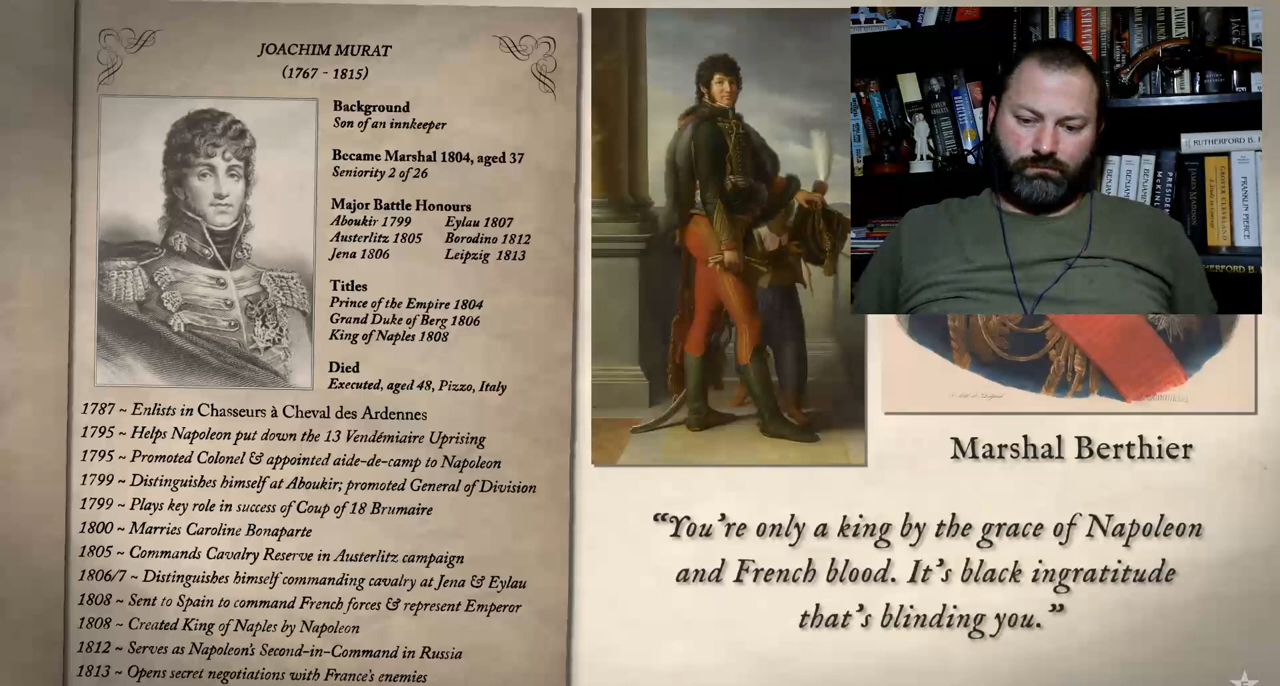 JOACHIM MURAT
(1767 - 1815)
Background
Son of an innkeeper
Became Marshal 1804, aged 37
Seniority 2 of 26
Major Battle Honours
Aboukir 1799 Eylau 1807
Austerlitz 1805 Borodino 1812
Jena 1806 Leipzig 1813
Titles
Prince of the Empire 1804
Grand Duke of Berg 1806
King of Naples 1808
Died
Executed, aged 48, Pizzo, Italy
1787 ~ Enlists in Chasseurs à Cheval des Ardennes
1795 ~ Helps Napoleon put down the 13 Vendémiaire Uprising
1795 ~ Promoted Colonel & appointed aide-de-camp to Napoleon
1799 ~ Distinguishes himself at Aboukir; promoted General of Division
1799 ~ Plays key role in success of Coup of 18 Brumaire
1800 ~ Marries Caroline Bonaparte
1805 ~ Commands Cavalry Reserve in Austerlitz campaign
1806/7 ~ Distinguishes himself commanding cavalry at Jena & Eylau
1808 ~ Sent to Spain to command French forces & represent Emperor
1808 ~ Created King of Naples by Napoleon
1812 ~ Serves as Napoleon's Second-in-Command in Russia
1813 ~ Opens secret negotiations with France's enemies
Marshal Berthier
“You’re only a king by the grace of Napoleon
and French blood. It’s black ingratitude
that’s blinding you.”
RUTHERFORD B.
JAMES MADISON
GROVER CLEVELAND
FRANKLIN PIERCE